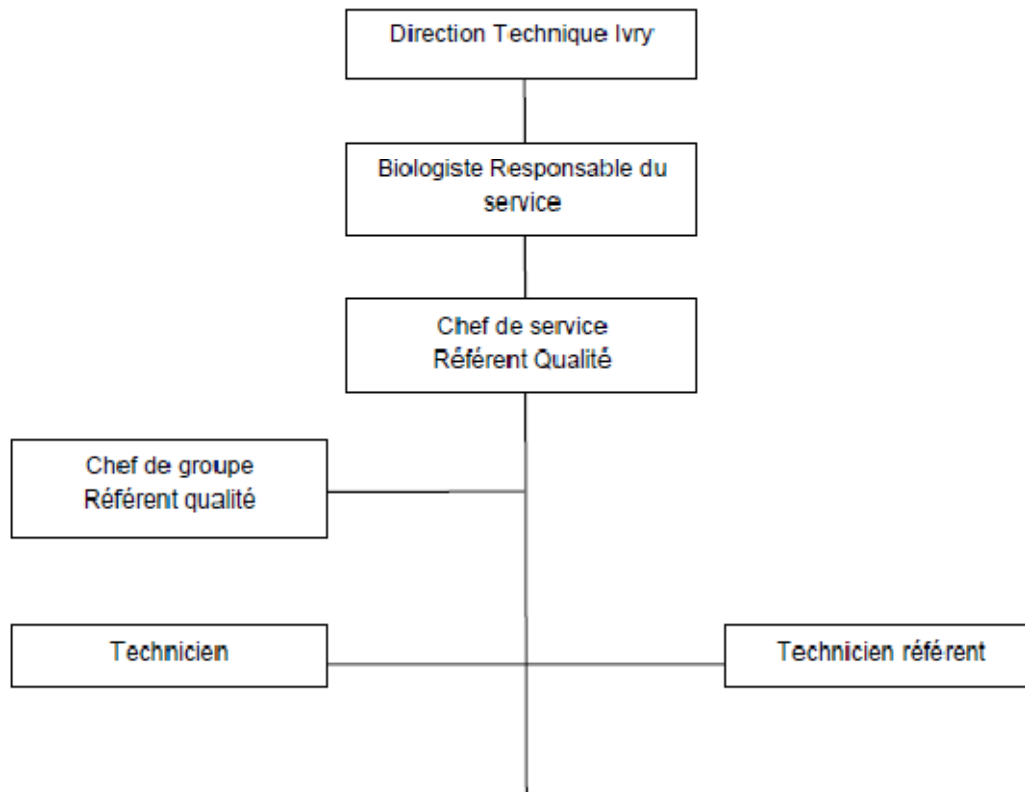 Direction Technique Ivry
Biologiste Responsable du
service
Chef de service
Référent Qualité
Chef de groupe
Référent qualité
Technicien
Technicien référent